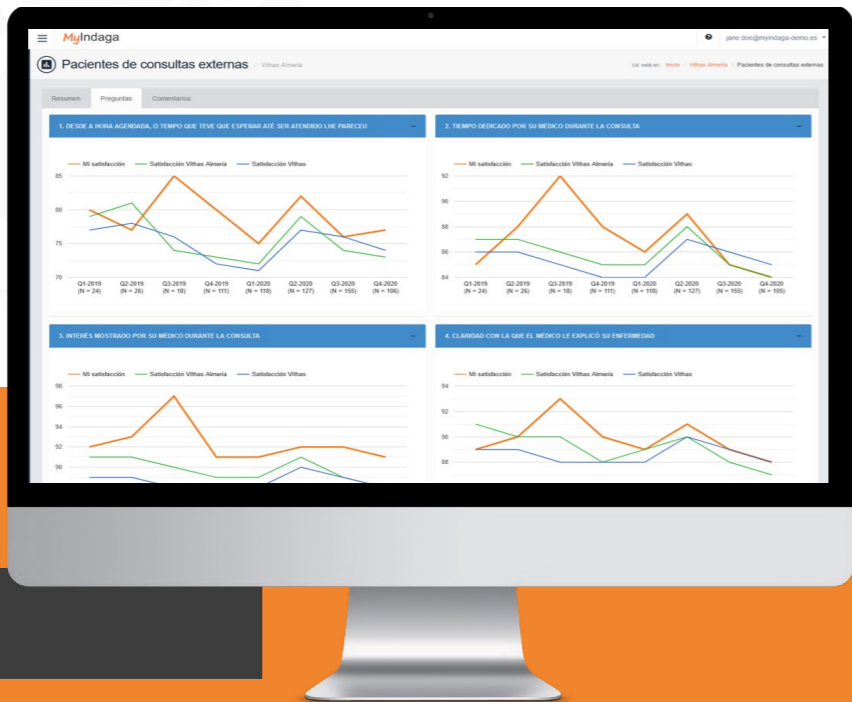 MyIndaga
jane.doe@myindaga-demo.es
Pacientes de consultas externas / Vithas Almería
Ud. está en: Inicio / Vithas Almería / Pacientes de consultas externas
Resumen Preguntas Comentarios
1. DESDE A HORA AGENDADA, O TEMPO QUE TEVE QUE ESPERAR ATÉ SER ATENDIDO LHE PARECEU
Mi satisfacción Satisfacción Vithas Almería Satisfacción Vithas
85
80
75
70
Q1-2019 Q2-2019 Q3-2019 Q4-2019 Q1-2020 Q2-2020 Q3-2020 Q4-2020
(N = 24) (N = 26) (N = 18) (N = 111) (N = 118) (N = 127) (N = 155) (N = 106)
2. TIEMPO DEDICADO POR SU MÉDICO DURANTE LA CONSULTA
Mi satisfacción Satisfacción Vithas Almería Satisfacción Vithas
92
90
88
86
84
Q1-2019 Q2-2019 Q3-2019 Q4-2019 Q1-2020 Q2-2020 Q3-2020 Q4-2020
(N = 24) (N = 26) (N = 18) (N = 111) (N = 118) (N = 127) (N = 155) (N = 105)
3. INTERÉS MOSTRADO POR SU MÉDICO DURANTE LA CONSULTA
Mi satisfacción Satisfacción Vithas Almería Satisfacción Vithas
98
96
94
92
90
4. CLARIDAD CON LA QUE EL MÉDICO LE EXPLICÓ SU ENFERMEDAD
Mi satisfacción Satisfacción Vithas Almería Satisfacción Vithas
94
92
90
88